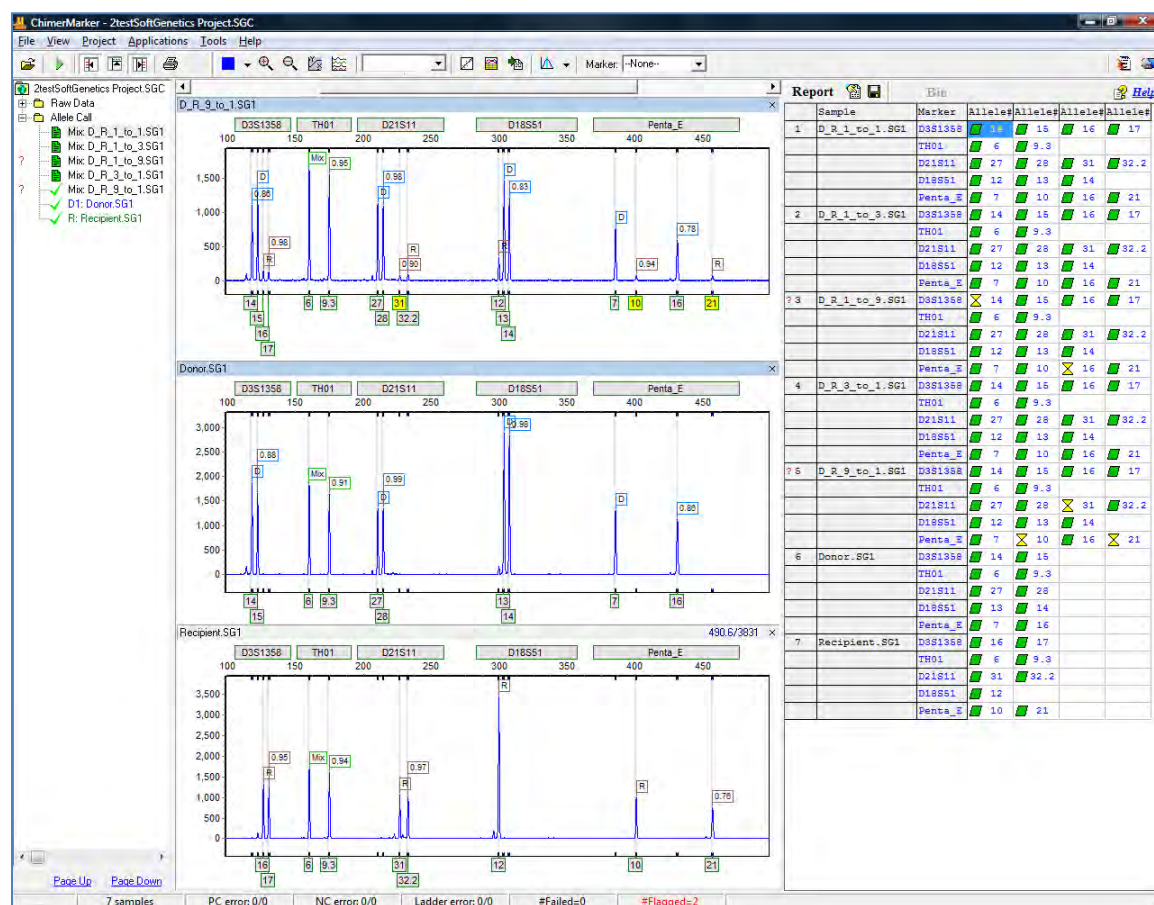 ChimerMarker - 2testSoftGenetics Project.SGC
File View Project Applications Tools Help
Marker: --None--
2testSoftGenetics Project.SGC
Raw Data
Allele Call
Mix: D_R_1_to_1.SG1
Mix: D_R_1_to_3.SG1
? Mix: D_R_1_to_9.SG1
Mix: D_R_3_to_1.SG1
? Mix: D_R_9_to_1.SG1
D1: Donor.SG1
R: Recipient.SG1
Page Up Page Down
D_R_9_to_1.SG1
D3S1358 TH01 D21S11 D18S51 Penta_E
100 150 200 250 300 350 400 450
1,500
1,000
500
0
D 0.86 R 0.98 Mix 0.95 D 0.98 0.90 R R D 0.83 D 0.94 0.78 R
14 6 9.3 27 31 12 7 10 16 21
15 28 32.2 13
16 14
17
Donor.SG1
D3S1358 TH01 D21S11 D18S51 Penta_E
100 150 200 250 300 350 400 450
3,000
2,500
2,000
1,500
1,000
500
0
D 0.88 Mix 0.91 D 0.99 D 0.98 D 0.86
14 6 9.3 27 13 7 16
15 28 14
Recipient.SG1 490.6/3831
D3S1358 TH01 D21S11 D18S51 Penta_E
100 150 200 250 300 350 400 450
3,500
3,000
2,500
2,000
1,500
1,000
500
0
R 0.95 Mix 0.94 R 0.97 R R 0.76
16 6 9.3 31 12 10 21
17 32.2
Report Bin Help
Sample Marker Allele# Allele# Allele# Allele#
1 D_R_1_to_1.SG1 D3S1358 14 15 16 17
TH01 6 9.3
D21S11 27 28 31 32.2
D18S51 12 13 14
Penta_E 7 10 16 21
2 D_R_1_to_3.SG1 D3S1358 14 15 16 17
TH01 6 9.3
D21S11 27 28 31 32.2
D18S51 12 13 14
Penta_E 7 10 16 21
? 3 D_R_1_to_9.SG1 D3S1358 14 15 16 17
TH01 6 9.3
D21S11 27 28 31 32.2
D18S51 12 13 14
Penta_E 7 10 16 21
4 D_R_3_to_1.SG1 D3S1358 14 15 16 17
TH01 6 9.3
D21S11 27 28 31 32.2
D18S51 12 13 14
Penta_E 7 10 16 21
? 5 D_R_9_to_1.SG1 D3S1358 14 15 16 17
TH01 6 9.3
D21S11 27 28 31 32.2
D18S51 12 13 14
Penta_E 7 10 16 21
6 Donor.SG1 D3S1358 14 15
TH01 6 9.3
D21S11 27 28
D18S51 13 14
Penta_E 7 16
7 Recipient.SG1 D3S1358 16 17
TH01 6 9.3
D21S11 31 32.2
D18S51 12
Penta_E 10 21
7 samples PC error: 0/0 NC error: 0/0 Ladder error: 0/0 #Failed=0 #Flagged=2